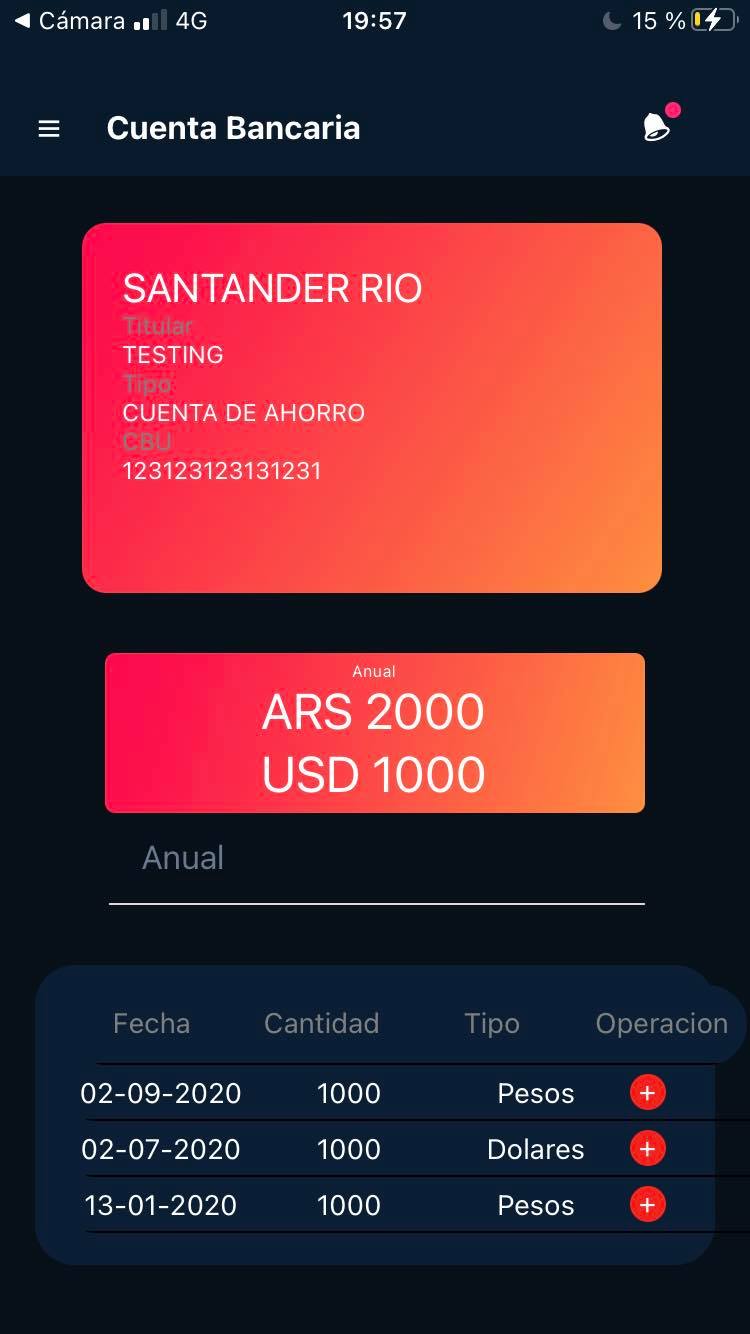 Cámara 4G 19:57 15 %
Cuenta Bancaria
SANTANDER RIO
Titular
TESTING
Tipo
CUENTA DE AHORRO
CBU
123123123131231
Anual
ARS 2000
USD 1000
Anual
Fecha Cantidad Tipo Operacion
02-09-2020 1000 Pesos +
02-07-2020 1000 Dolares +
13-01-2020 1000 Pesos +